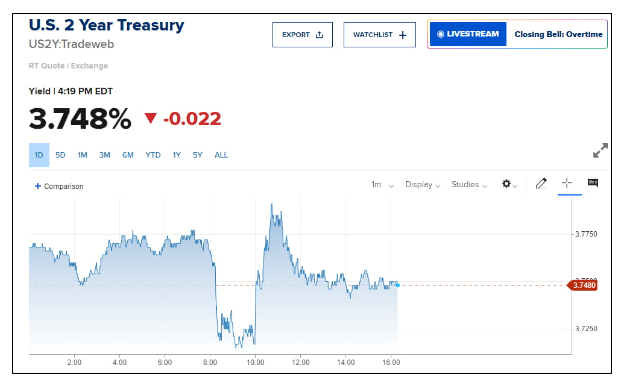 U.S. 2 Year Treasury
US2Y:Tradeweb
EXPORT
WATCHLIST +
LIVESTREAM Closing Bell: Overtime
RT Quote | Exchange
Yield | 4:19 PM EDT
3.748% ▼ -0.022
1D 5D 1M 3M 6M YTD 1Y 5Y ALL
+ Comparison
1m Display Studies
3.7750
3.7480
3.7250
2:00 4:00 6:00 8:00 10:00 12:00 14:00 16:00